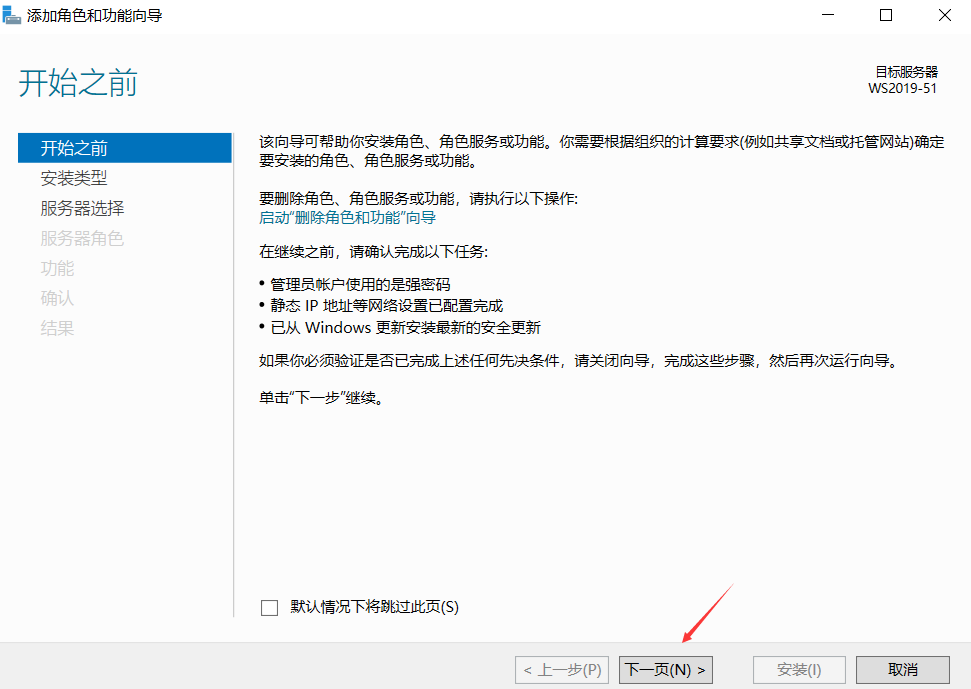 添加角色和功能向导
开始之前
目标服务器
WS2019-51
开始之前
安装类型
服务器选择
服务器角色
功能
确认
结果
该向导可帮助你安装角色、角色服务或功能。你需要根据组织的计算要求(例如共享文档或托管网站)确定
要安装的角色、角色服务或功能。
要删除角色、角色服务或功能，请执行以下操作:
启动“删除角色和功能”向导
在继续之前，请确认完成以下任务:
• 管理员帐户使用的是强密码
• 静态 IP 地址等网络设置已配置完成
• 已从 Windows 更新安装最新的安全更新
如果你必须验证是否已完成上述任何先决条件，请关闭向导，完成这些步骤，然后再次运行向导。
单击“下一步”继续。
默认情况下将跳过此页(S)
< 上一步(P)
下一页(N) >
安装(I)
取消